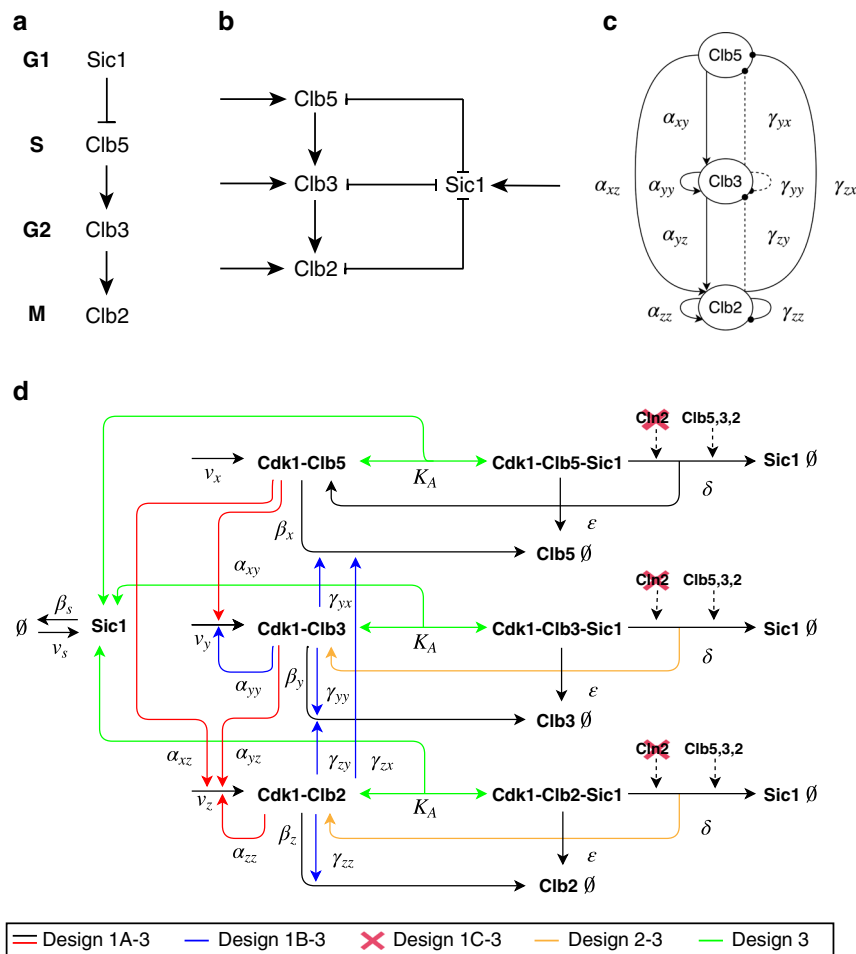 a
G1 Sic1
S Clb5
G2 Clb3
M Clb2
b
Clb5
Clb3 Sic1
Clb2
c
Clb5
α_xy γ_yx
α_xz α_yy Clb3 γ_yy γ_zx
α_yz γ_zy
α_zz Clb2 γ_zz
d
Cln2 Clb5,3,2
v_x Cdk1-Clb5 K_A Cdk1-Clb5-Sic1 δ Sic1 Ø
β_x ε
Clb5 Ø
α_xy
γ_yx
Cln2 Clb5,3,2
Ø β_s v_s Sic1
v_y Cdk1-Clb3 K_A Cdk1-Clb3-Sic1 δ Sic1 Ø
α_yy β_y γ_yy ε
Clb3 Ø
α_xz α_yz γ_zy γ_zx
Cln2 Clb5,3,2
v_z Cdk1-Clb2 K_A Cdk1-Clb2-Sic1 δ Sic1 Ø
α_zz β_z γ_zz ε
Clb2 Ø
Design 1A-3 Design 1B-3 Design 1C-3 Design 2-3 Design 3